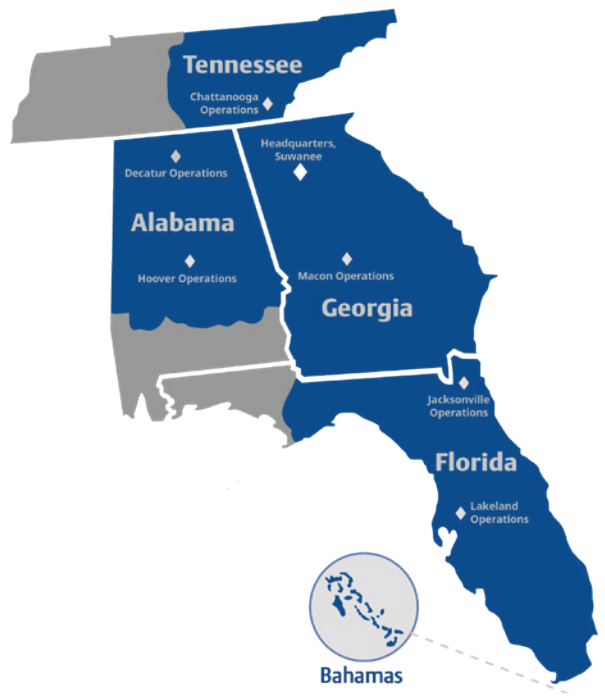 Tennessee
Chattanooga
Operations
Headquarters,
Suwanee
Decatur Operations
Alabama
Hoover Operations
Macon Operations
Georgia
Jacksonville
Operations
Florida
Lakeland
Operations
Bahamas